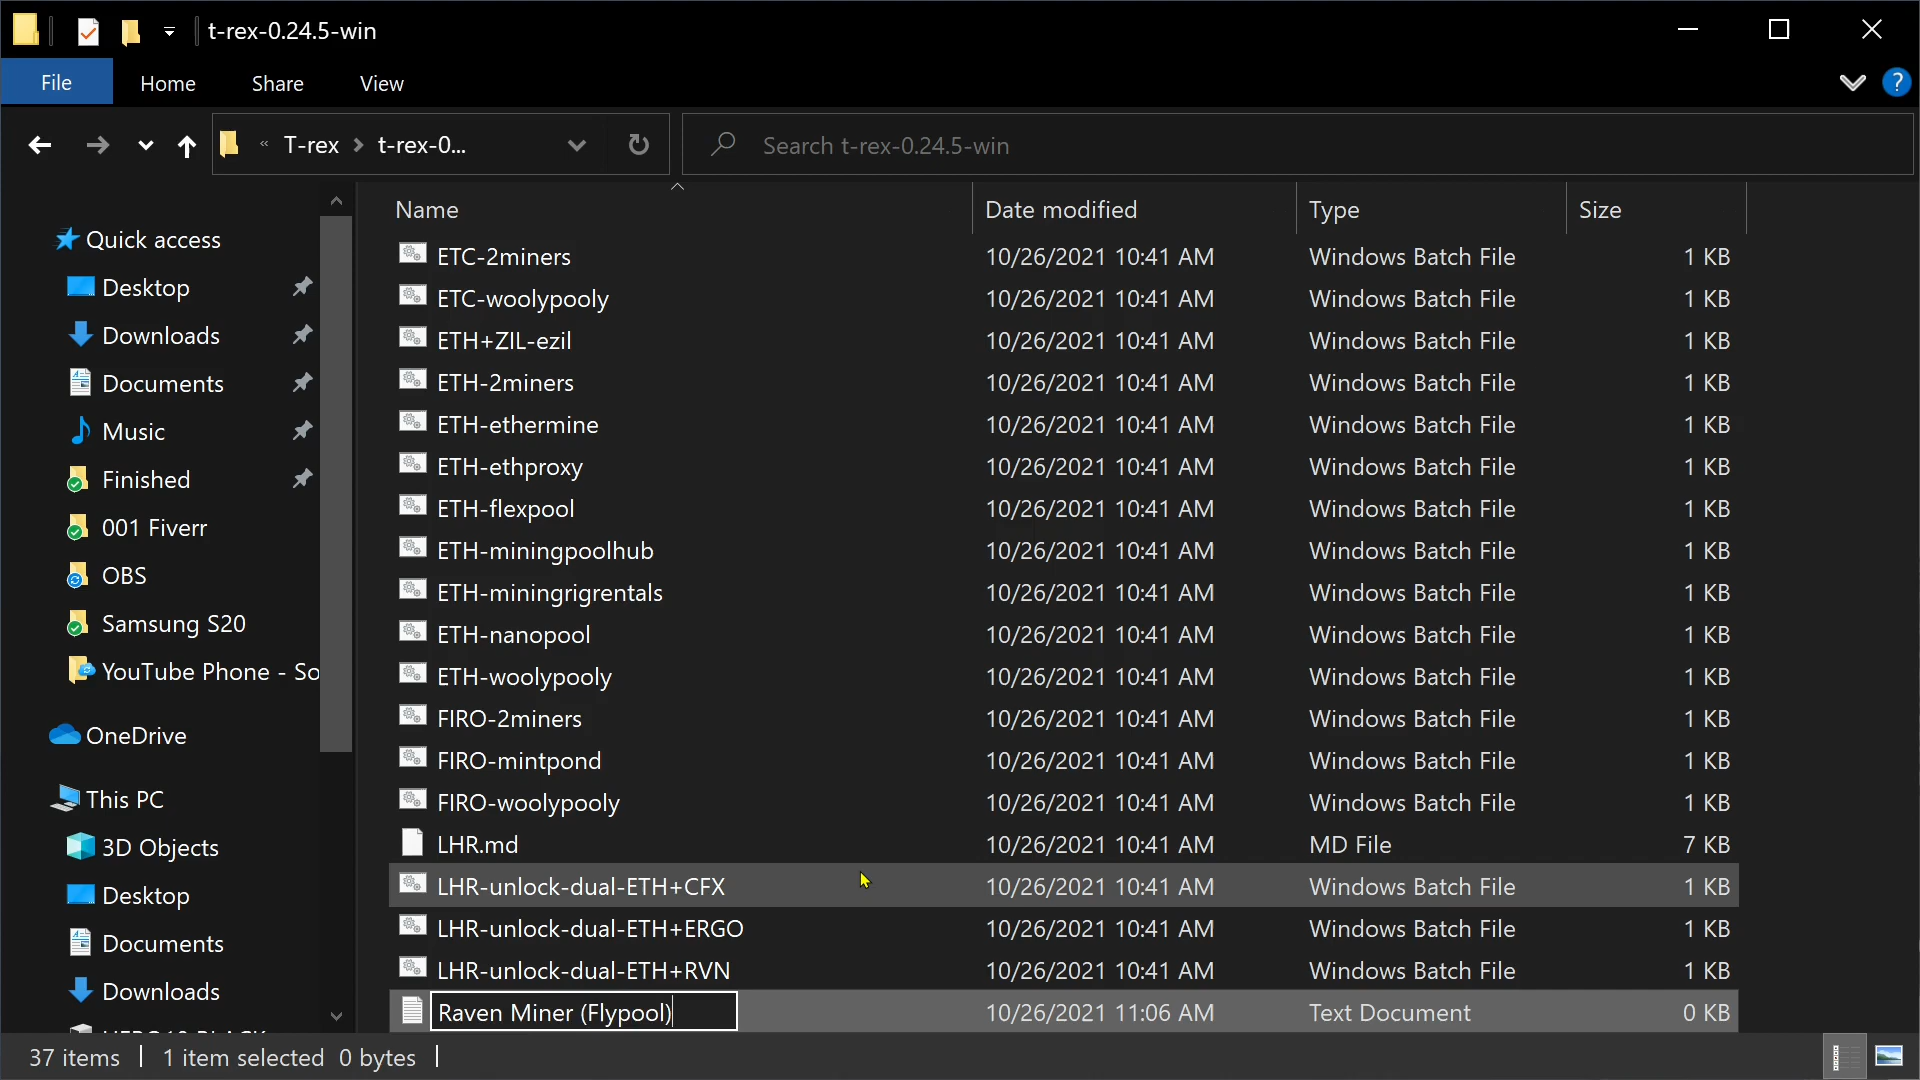 t-rex-0.24.5-win
File Home Share View
?
« T-rex > t-rex-0... Search t-rex-0.24.5-win
Name Date modified Type Size
Quick access
Desktop
Downloads
Documents
Music
Finished
001 Fiverr
OBS
Samsung S20
YouTube Phone - So
OneDrive
This PC
3D Objects
Desktop
Documents
Downloads
ETC-2miners 10/26/2021 10:41 AM Windows Batch File 1 KB
ETC-woolypooly 10/26/2021 10:41 AM Windows Batch File 1 KB
ETH+ZIL-ezil 10/26/2021 10:41 AM Windows Batch File 1 KB
ETH-2miners 10/26/2021 10:41 AM Windows Batch File 1 KB
ETH-ethermine 10/26/2021 10:41 AM Windows Batch File 1 KB
ETH-ethproxy 10/26/2021 10:41 AM Windows Batch File 1 KB
ETH-flexpool 10/26/2021 10:41 AM Windows Batch File 1 KB
ETH-miningpoolhub 10/26/2021 10:41 AM Windows Batch File 1 KB
ETH-miningrigrentals 10/26/2021 10:41 AM Windows Batch File 1 KB
ETH-nanopool 10/26/2021 10:41 AM Windows Batch File 1 KB
ETH-woolypooly 10/26/2021 10:41 AM Windows Batch File 1 KB
FIRO-2miners 10/26/2021 10:41 AM Windows Batch File 1 KB
FIRO-mintpond 10/26/2021 10:41 AM Windows Batch File 1 KB
FIRO-woolypooly 10/26/2021 10:41 AM Windows Batch File 1 KB
LHR.md 10/26/2021 10:41 AM MD File 7 KB
LHR-unlock-dual-ETH+CFX 10/26/2021 10:41 AM Windows Batch File 1 KB
LHR-unlock-dual-ETH+ERGO 10/26/2021 10:41 AM Windows Batch File 1 KB
LHR-unlock-dual-ETH+RVN 10/26/2021 10:41 AM Windows Batch File 1 KB
Raven Miner (Flypool) 10/26/2021 11:06 AM Text Document 0 KB
37 items 1 item selected 0 bytes